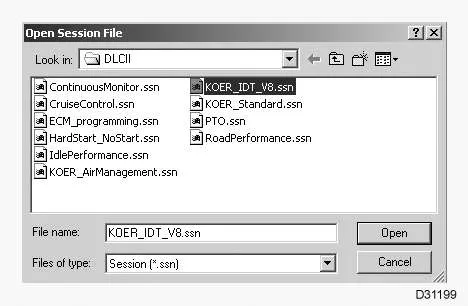 Open Session File
Look in: DLCII
ContinuousMonitor.ssn
CruiseControl.ssn
ECM_programming.ssn
HardStart_NoStart.ssn
IdlePerformance.ssn
KOER_AirManagement.ssn
KOER_IDT_V8.ssn
KOER_Standard.ssn
PTO.ssn
RoadPerformance.ssn
File name: KOER_IDT_V8.ssn Open
Files of type: Session (*.ssn) Cancel
D31199